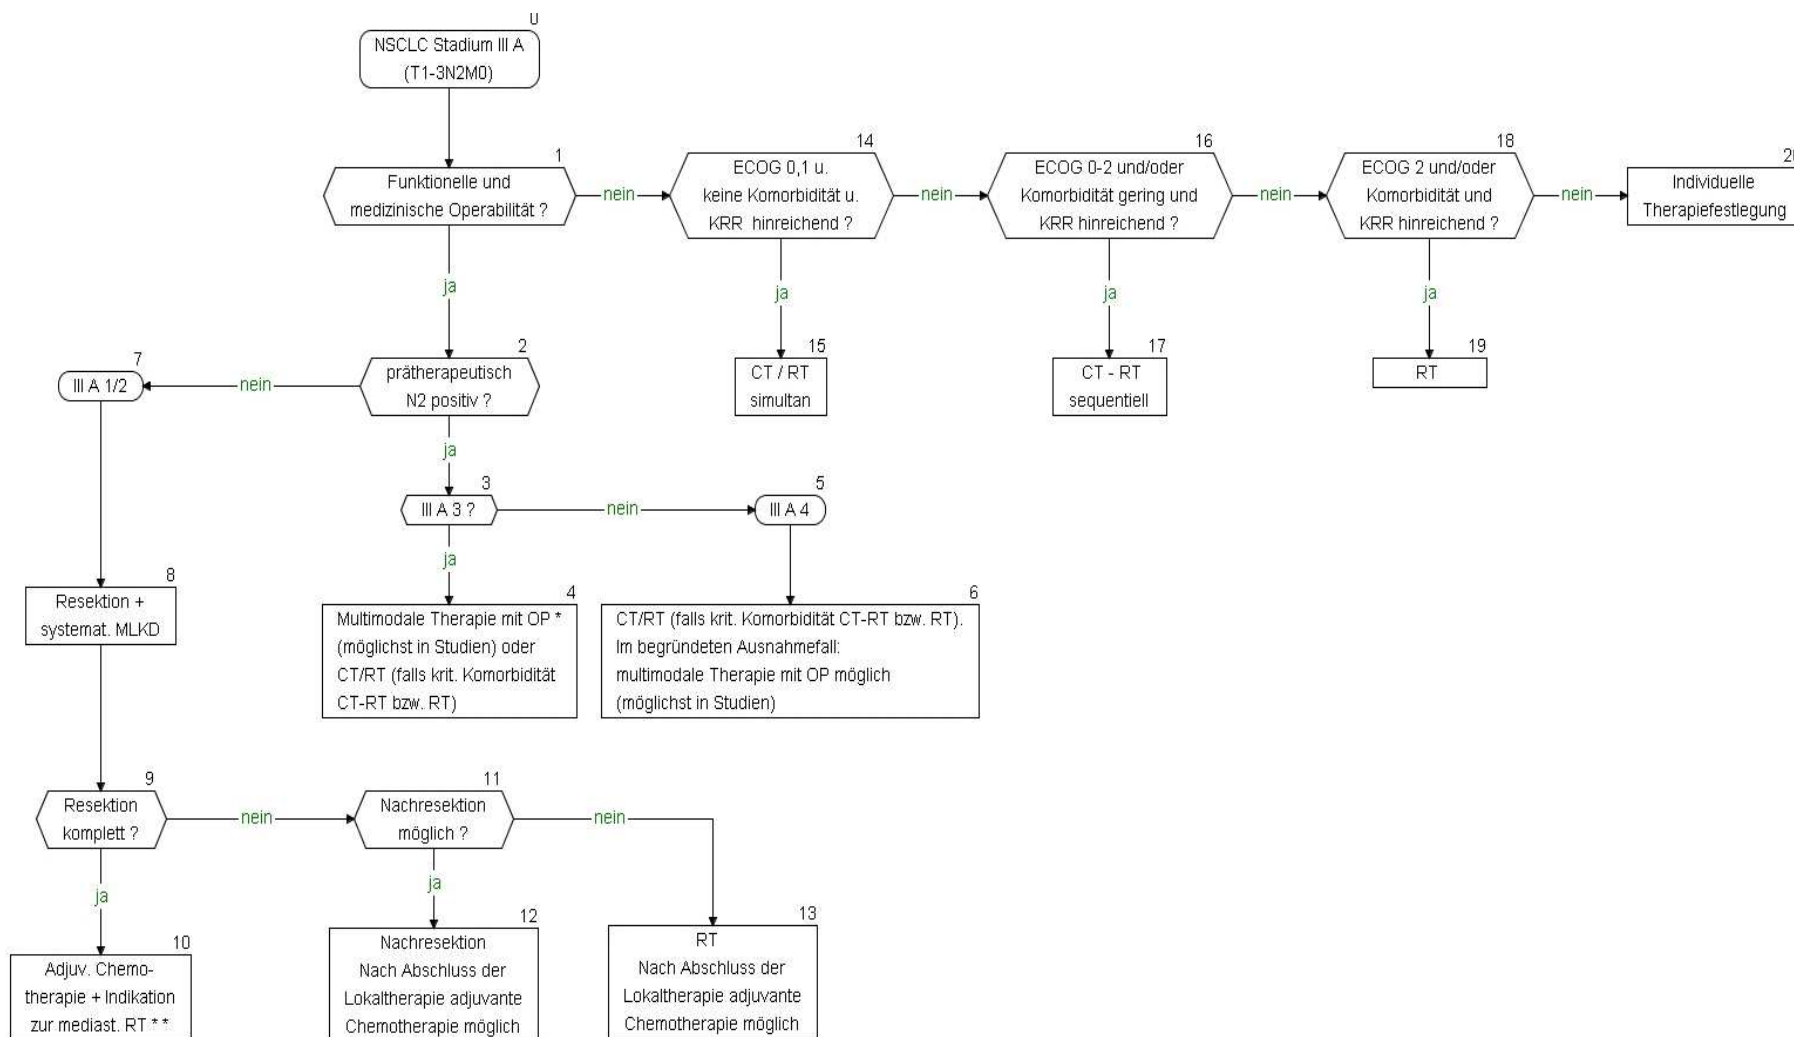 0
NSCLC Stadium III A
(T1-3N2M0)
1
Funktionelle und
medizinische Operabilität ?
nein
14
ECOG 0,1 u.
keine Komorbidität u.
KRR hinreichend ?
nein
16
ECOG 0-2 und/oder
Komorbidität gering und
KRR hinreichend ?
nein
18
ECOG 2 und/oder
Komorbidität und
KRR hinreichend ?
nein
20
Individuelle
Therapiefestlegung
ja
ja
ja
ja
2
prätherapeutisch
N2 positiv ?
nein
7
III A 1/2
15
CT / RT
simultan
17
CT - RT
sequentiell
19
RT
ja
3
III A 3 ?
nein
5
III A 4
ja
8
Resektion +
systemat. MLKD
4
Multimodale Therapie mit OP *
(möglichst in Studien) oder
CT/RT (falls krit. Komorbidität
CT-RT bzw. RT)
6
CT/RT (falls krit. Komorbidität CT-RT bzw. RT).
Im begründeten Ausnahmefall:
multimodale Therapie mit OP möglich
(möglichst in Studien)
9
Resektion
komplett ?
nein
11
Nachresektion
möglich ?
nein
ja
ja
10
Adjuv. Chemo-
therapie + Indikation
zur mediast. RT * *
12
Nachresektion
Nach Abschluss der
Lokaltherapie adjuvante
Chemotherapie möglich
13
RT
Nach Abschluss der
Lokaltherapie adjuvante
Chemotherapie möglich